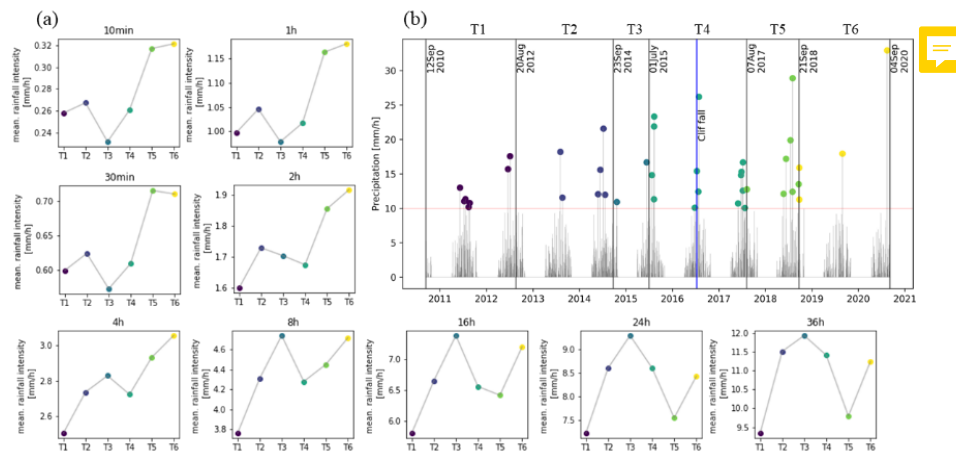 (a)
(b)
10min
1h
mean. rainfall intensity
[mm/h]
0.32
0.30
0.28
0.26
0.24
T1 T2 T3 T4 T5 T6
mean. rainfall intensity
[mm/h]
1.15
1.10
1.05
1.00
T1 T2 T3 T4 T5 T6
30min
2h
mean. rainfall intensity
[mm/h]
0.70
0.65
0.60
T1 T2 T3 T4 T5 T6
mean. rainfall intensity
[mm/h]
1.9
1.8
1.7
1.6
T1 T2 T3 T4 T5 T6
T1 T2 T3 T4 T5 T6
12Sep
2010
20Aug
2012
23Sep
2014
01July
2015
Clif fall
07Aug
2017
21Sep
2018
04Sep
2020
Precipitation [mm/h]
30
25
20
15
10
5
0
2011 2012 2013 2014 2015 2016 2017 2018 2019 2020 2021
4h
8h
16h
24h
36h
mean. rainfall intensity
[mm/h]
3.0
2.8
2.6
T1 T2 T3 T4 T5 T6
mean. rainfall intensity
[mm/h]
4.6
4.4
4.2
4.0
3.8
T1 T2 T3 T4 T5 T6
mean. rainfall intensity
[mm/h]
7.0
6.5
6.0
T1 T2 T3 T4 T5 T6
mean. rainfall intensity
[mm/h]
9.0
8.5
8.0
7.5
T1 T2 T3 T4 T5 T6
mean. rainfall intensity
[mm/h]
12.0
11.5
11.0
10.5
10.0
9.5
T1 T2 T3 T4 T5 T6